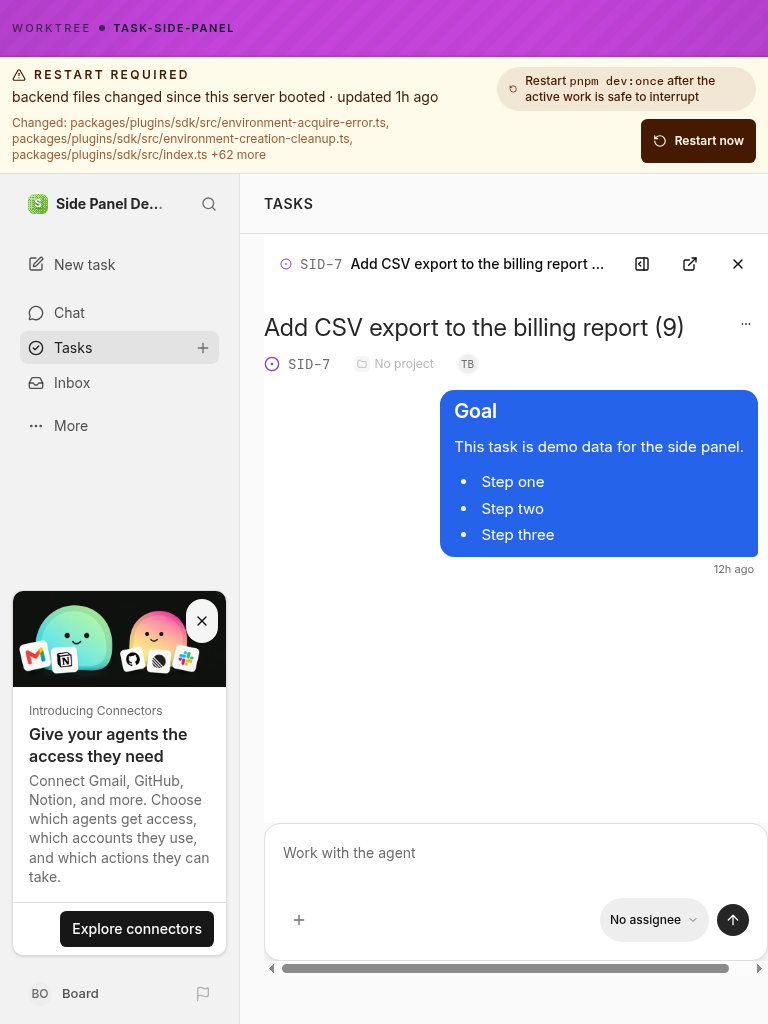 WORKTREE ● TASK-SIDE-PANEL
RESTART REQUIRED
backend files changed since this server booted · updated 1h ago
Changed: packages/plugins/sdk/src/environment-acquire-error.ts,
packages/plugins/sdk/src/environment-creation-cleanup.ts,
packages/plugins/sdk/src/index.ts +62 more
Restart pnpm dev:once after the
active work is safe to interrupt
Restart now
S
Side Panel De...
New task
Chat
Tasks
Inbox
More
Introducing Connectors
Give your agents the
access they need
Connect Gmail, GitHub,
Notion, and more. Choose
which agents get access,
which accounts they use,
and which actions they can
take.
Explore connectors
BO
Board
TASKS
SID-7 Add CSV export to the billing report ...
Add CSV export to the billing report (9)
SID-7 No project TB
Goal
This task is demo data for the side panel.
• Step one
• Step two
• Step three
12h ago
Work with the agent
No assignee